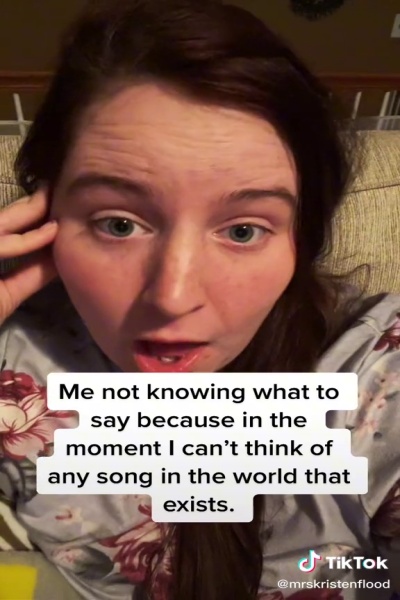 Me not knowing what to
say because in the
moment I can't think of
any song in the world that
exists.
TikTok
@mrskristenflood